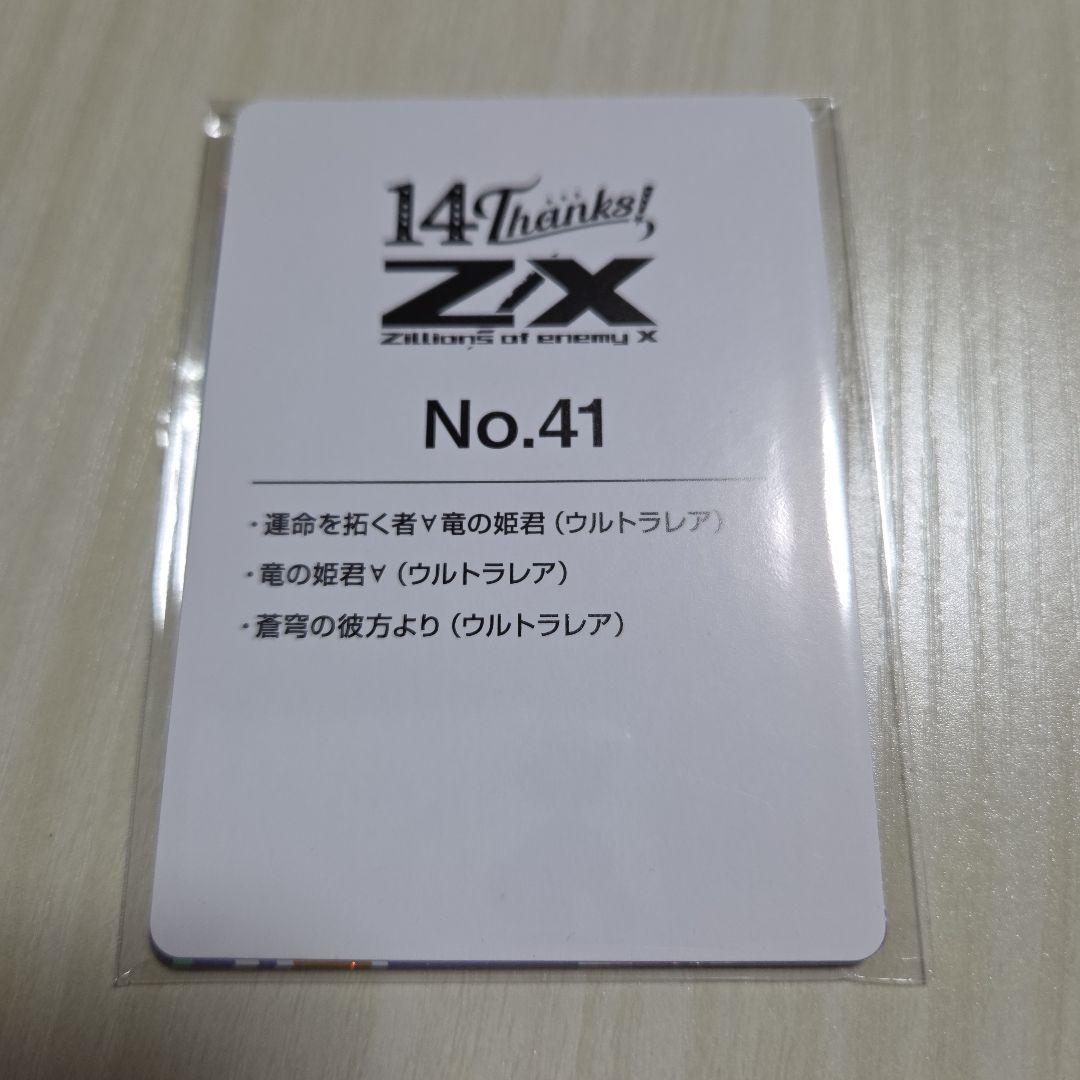 14 Thanks!
Z/X
Zillions of enemy X
No.41
・運命を拓く者∀竜の姫君（ウルトラレア）
・竜の姫君∀（ウルトラレア）
・蒼穹の彼方より（ウルトラレア）